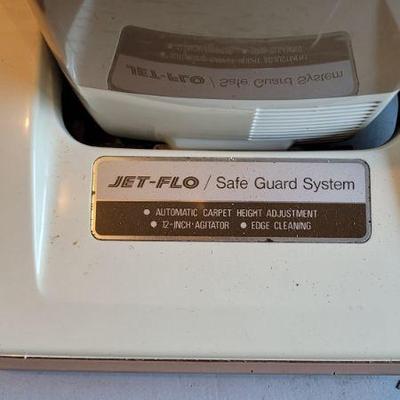 JET-FLO / Safe Guard System
JET-FLO / Safe Guard System
● AUTOMATIC CARPET HEIGHT ADJUSTMENT
● 12-INCH-AGITATOR ● EDGE CLEANING